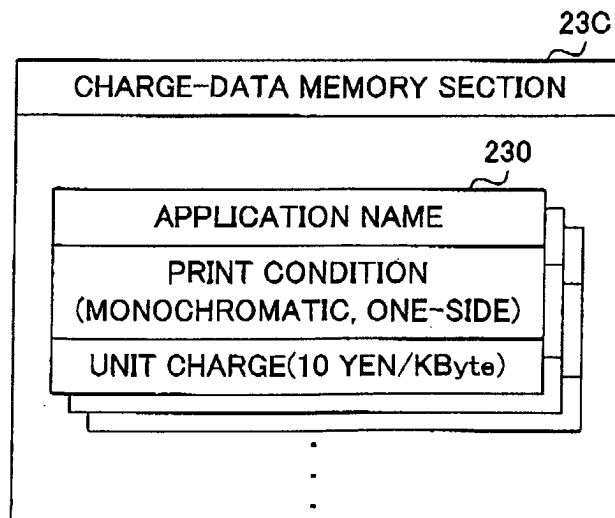 23C
CHARGE-DATA MEMORY SECTION
230
APPLICATION NAME
PRINT CONDITION
(MONOCHROMATIC, ONE-SIDE)
UNIT CHARGE(10 YEN/KByte)